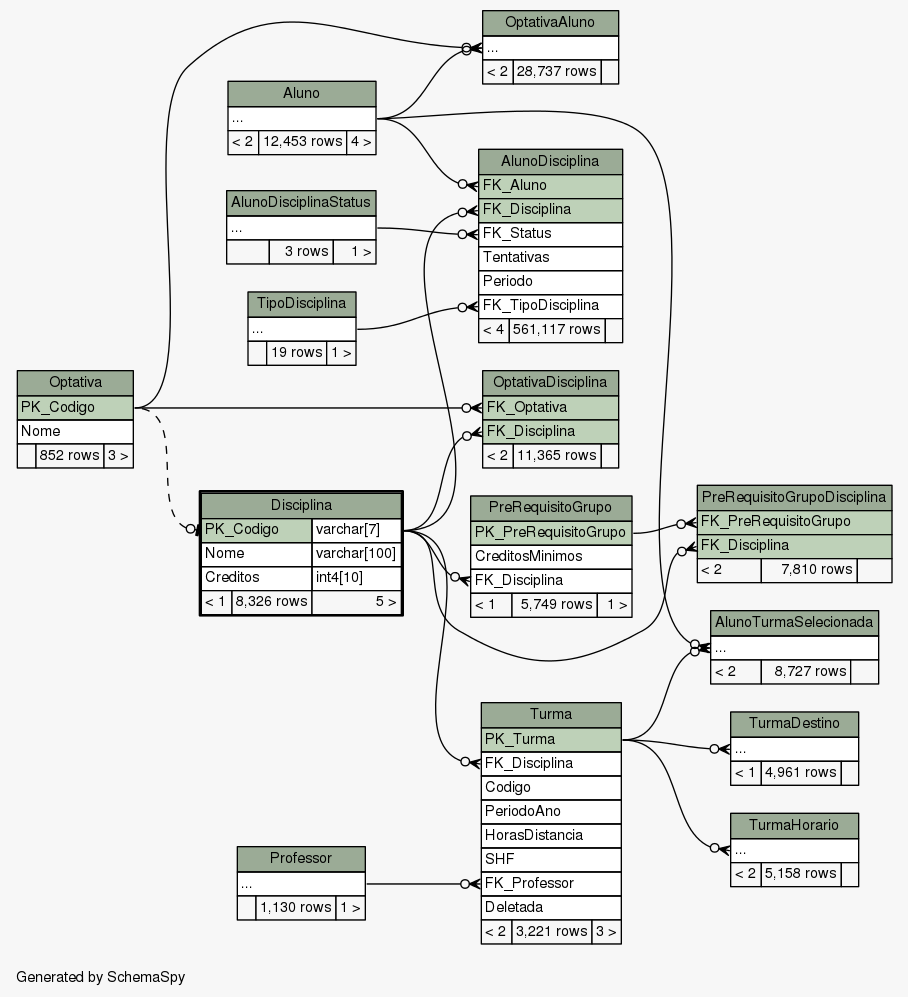 OptativaAluno
...
< 2 28,737 rows
Aluno
...
< 2 12,453 rows 4 >
AlunoDisciplina
FK_Aluno
FK_Disciplina
FK_Status
Tentativas
Periodo
FK_TipoDisciplina
< 4 561,117 rows
AlunoDisciplinaStatus
...
3 rows 1 >
TipoDisciplina
...
19 rows 1 >
Optativa
PK_Codigo
Nome
852 rows 3 >
OptativaDisciplina
FK_Optativa
FK_Disciplina
< 2 11,365 rows
Disciplina
PK_Codigo varchar[7]
Nome varchar[100]
Creditos int4[10]
< 1 8,326 rows 5 >
PreRequisitoGrupo
PK_PreRequisitoGrupo
CreditosMinimos
FK_Disciplina
< 1 5,749 rows 1 >
PreRequisitoGrupoDisciplina
FK_PreRequisitoGrupo
FK_Disciplina
< 2 7,810 rows
AlunoTurmaSelecionada
...
< 2 8,727 rows
Turma
PK_Turma
FK_Disciplina
Codigo
PeriodoAno
HorasDistancia
SHF
FK_Professor
Deletada
< 2 3,221 rows 3 >
TurmaDestino
...
< 1 4,961 rows
TurmaHorario
...
< 2 5,158 rows
Professor
...
1,130 rows 1 >
Generated by SchemaSpy